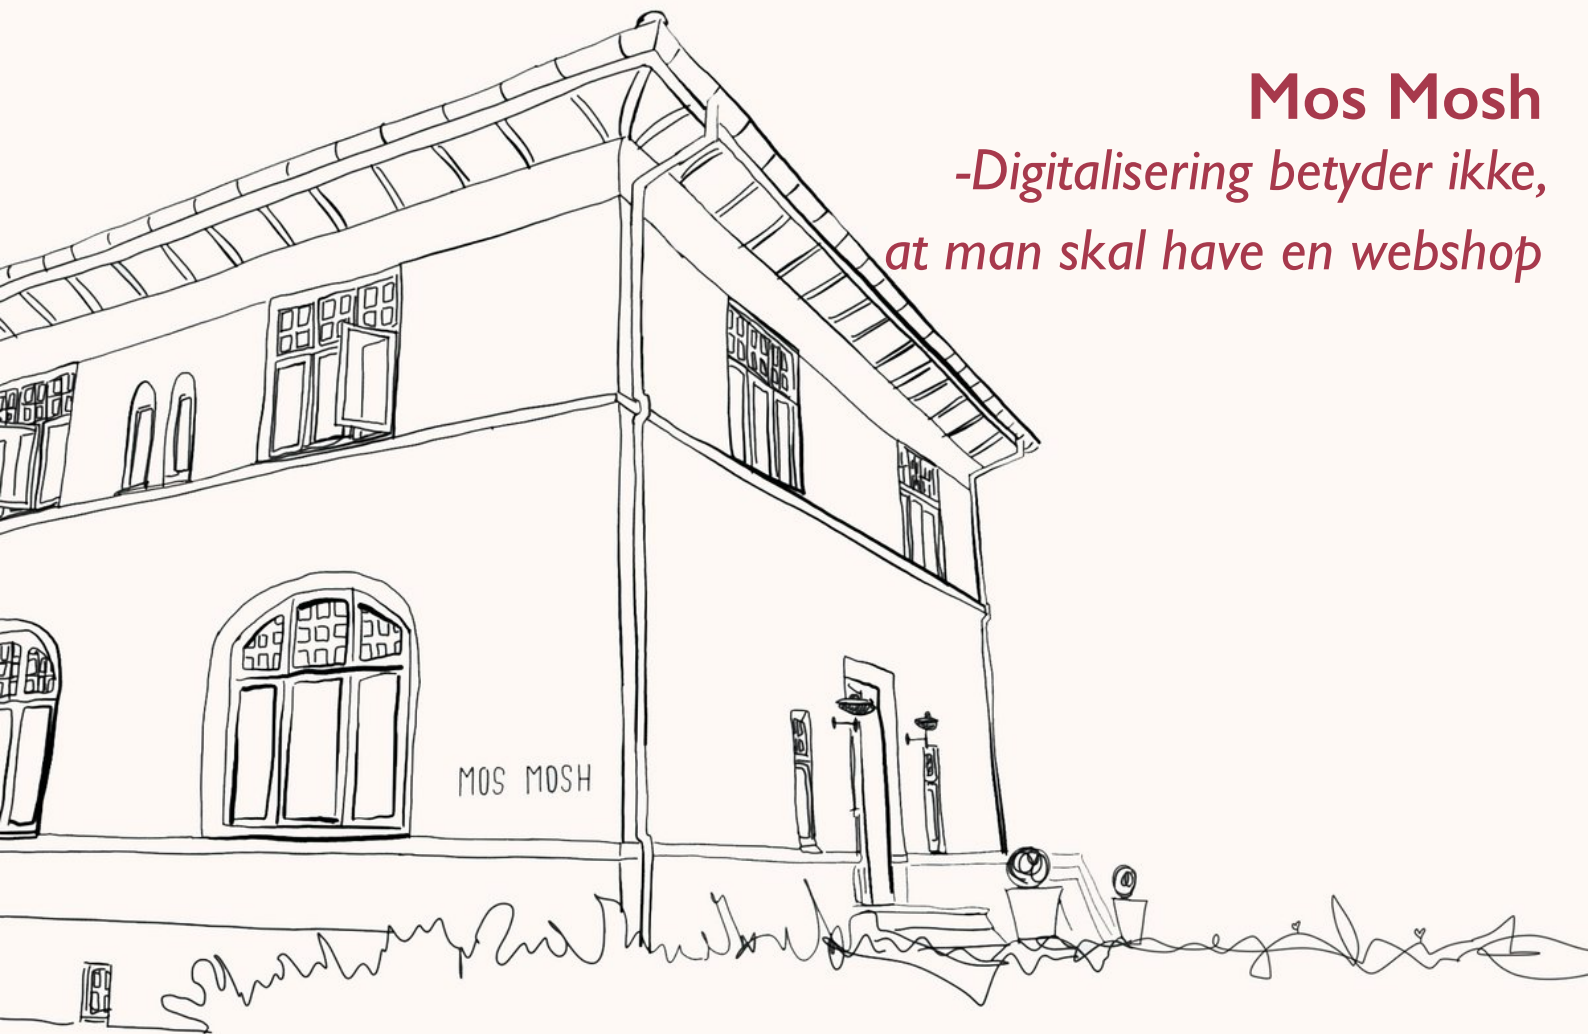 Mos Mosh
-Digitalisering betyder ikke,
at man skal have en webshop
MOS MOSH